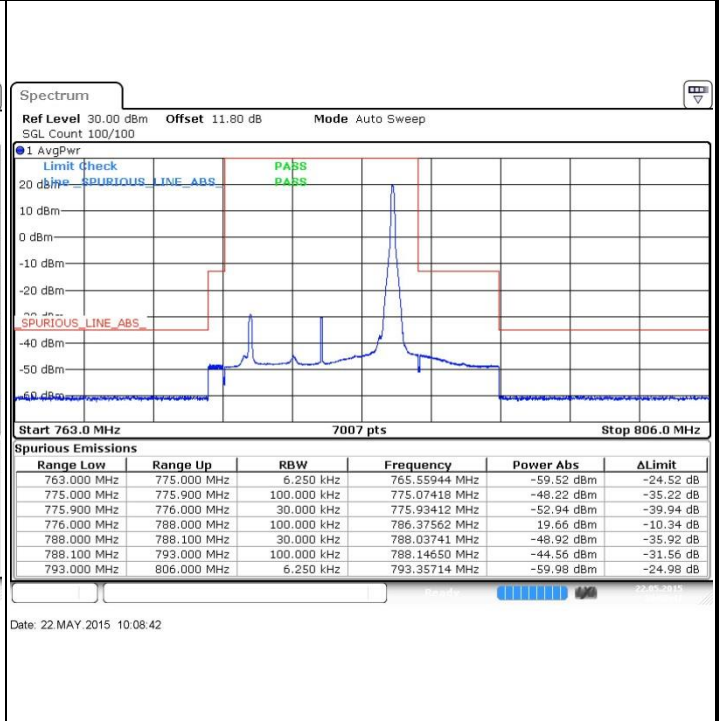 Spectrum
Ref Level 30.00 dBm Offset 11.80 dB Mode Auto Sweep
SGL Count 100/100
1 AvgPwr
Limit Check PASS
Line _SPURIOUS_LINE_ABS_ PASS
20 dBm
10 dBm
0 dBm
-10 dBm
-20 dBm
_SPURIOUS_LINE_ABS_
-40 dBm
-50 dBm
-60 dBm
Start 763.0 MHz 7007 pts Stop 806.0 MHz
Spurious Emissions
Range Low Range Up RBW Frequency Power Abs ΔLimit
763.000 MHz 775.000 MHz 6.250 kHz 765.55944 MHz -59.52 dBm -24.52 dB
775.000 MHz 775.900 MHz 100.000 kHz 775.07418 MHz -48.22 dBm -35.22 dB
775.900 MHz 776.000 MHz 30.000 kHz 775.93412 MHz -52.94 dBm -39.94 dB
776.000 MHz 788.000 MHz 100.000 kHz 786.37562 MHz 19.66 dBm -10.34 dB
788.000 MHz 788.100 MHz 30.000 kHz 788.03741 MHz -48.92 dBm -35.92 dB
788.100 MHz 793.000 MHz 100.000 kHz 788.14650 MHz -44.56 dBm -31.56 dB
793.000 MHz 806.000 MHz 6.250 kHz 793.35714 MHz -59.98 dBm -24.98 dB
Ready 22.05.2015
Date: 22.MAY.2015 10:08:42